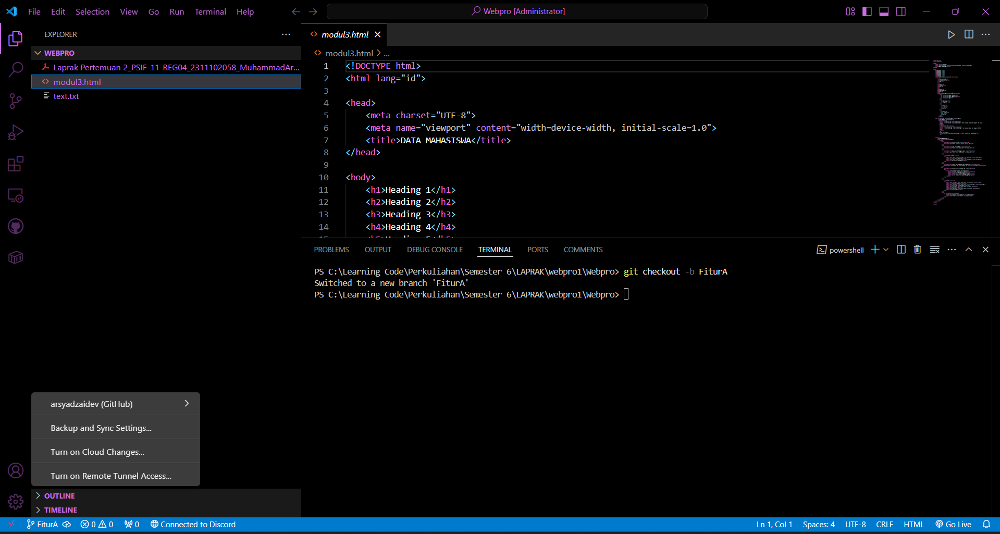 File Edit Selection View Go Run Terminal Help
Webpro [Administrator]
EXPLORER
WEBPRO
Laprak Pertemuan 2_PSIF-11-REG04_2311102058_MuhammadAr...
modul3.html
text.txt
modul3.html
modul3.html > ...
1 <!DOCTYPE html>
2 <html lang="id">
3
4 <head>
5 <meta charset="UTF-8">
6 <meta name="viewport" content="width=device-width, initial-scale=1.0">
7 <title>DATA MAHASISWA</title>
8 </head>
9
10 <body>
11 <h1>Heading 1</h1>
12 <h2>Heading 2</h2>
13 <h3>Heading 3</h3>
14 <h4>Heading 4</h4>
PROBLEMS OUTPUT DEBUG CONSOLE TERMINAL PORTS COMMENTS
powershell
PS C:\Learning Code\Perkuliahan\Semester 6\LAPRAK\webpro1\Webpro> git checkout -b FiturA
Switched to a new branch 'FiturA'
PS C:\Learning Code\Perkuliahan\Semester 6\LAPRAK\webpro1\Webpro>
arsyadzaidev (GitHub)
Backup and Sync Settings...
Turn on Cloud Changes...
Turn on Remote Tunnel Access...
OUTLINE
TIMELINE
FiturA 0 0 0 Connected to Discord
Ln 1, Col 1 Spaces: 4 UTF-8 CRLF HTML Go Live